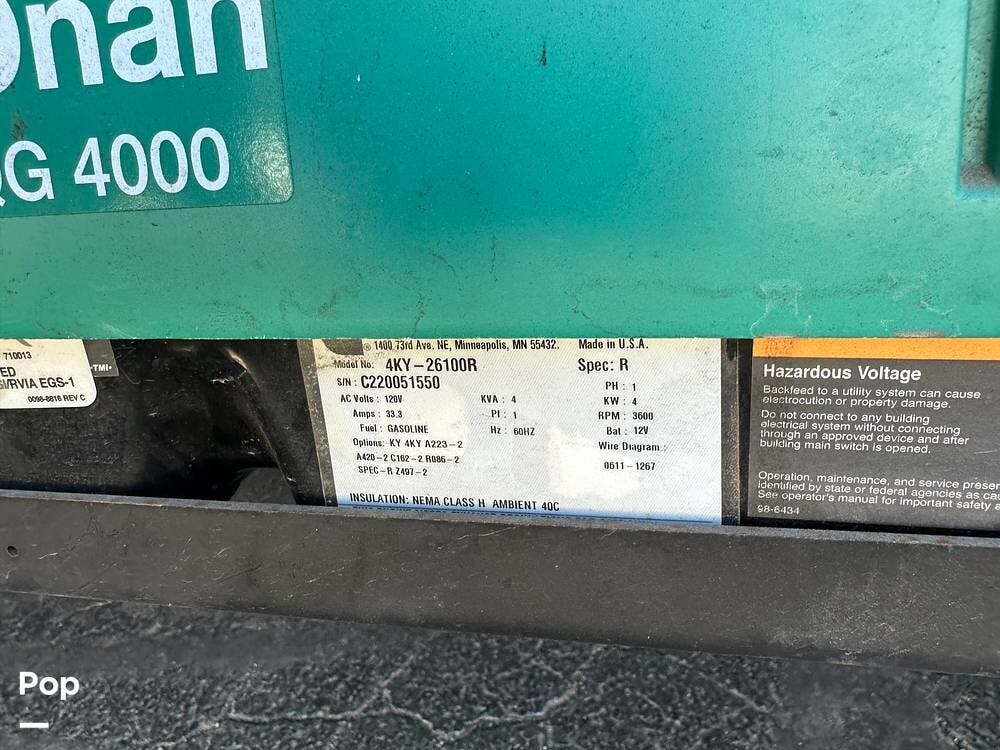 nan
G 4000
® 1400 73rd Ave. NE, Minneapolis, MN 55432. Made in U.S.A.
Model No: 4KY-26100R Spec: R
S/N: C220051550
PH: 1
AC Volts: 120V KVA: 4 KW: 4
Amps: 33.3 Pf: 1 RPM: 3600
Fuel: GASOLINE Hz: 60HZ Bat: 12V
Options: KY 4KY A223-2 Wire Diagram:
A420-2 C162-2 R086-2 0611-1267
SPEC-R Z497-2
INSULATION: NEMA CLASS H AMBIENT 40C
710013
ED
/RVIA EGS-1
0098-8818 REV C
-TMI-
Hazardous Voltage
Backfeed to a utility system can cause
electrocution or property damage.
Do not connect to any building
electrical system without connecting
through an approved device and after
building main switch is opened.
Operation, maintenance, and service
identified by state or federal agencies as
See operator's manual for important safety
98-6434
Pop